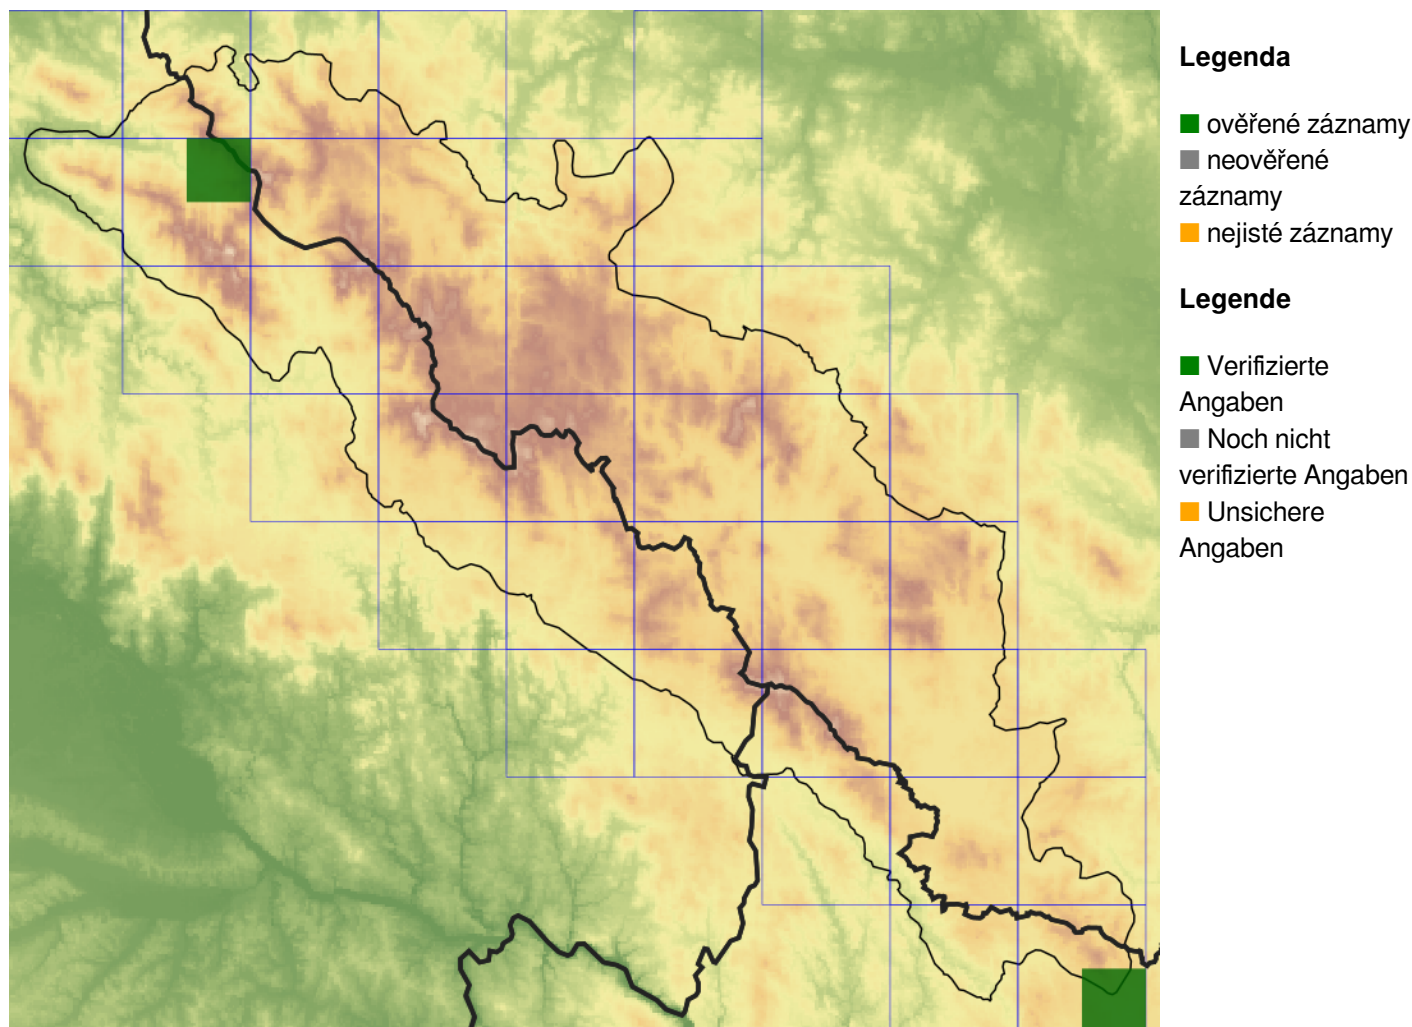 Legenda
ověřené záznamy
neověřené
záznamy
nejisté záznamy
Legende
Verifizierte
Angaben
Noch nicht
verifizierte Angaben
Unsichere
Angaben